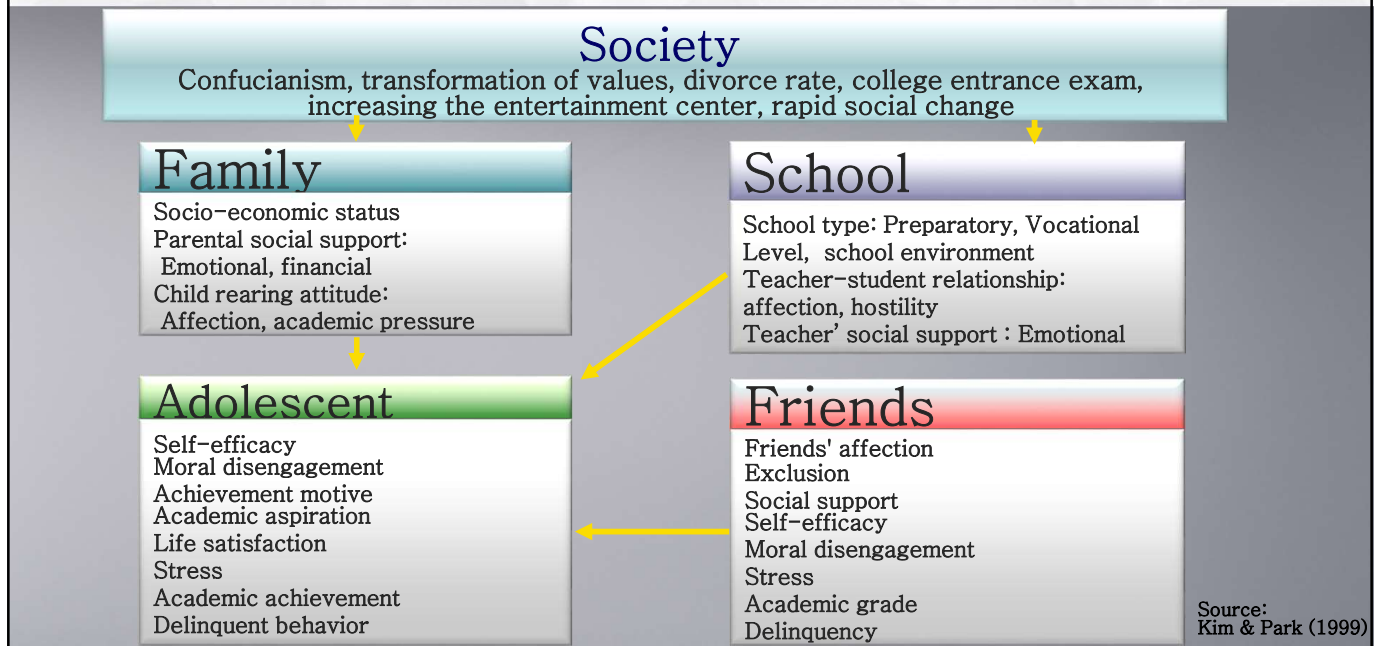 Society
Confucianism, transformation of values, divorce rate, college entrance exam,
increasing the entertainment center, rapid social change
Family
Socio-economic status
Parental social support:
Emotional, financial
Child rearing attitude:
Affection, academic pressure
School
School type: Preparatory, Vocational
Level, school environment
Teacher-student relationship:
affection, hostility
Teacher' social support : Emotional
Adolescent
Self-efficacy
Moral disengagement
Achievement motive
Academic aspiration
Life satisfaction
Stress
Academic achievement
Delinquent behavior
Friends
Friends' affection
Exclusion
Social support
Self-efficacy
Moral disengagement
Stress
Academic grade
Delinquency
Source:
Kim & Park (1999)